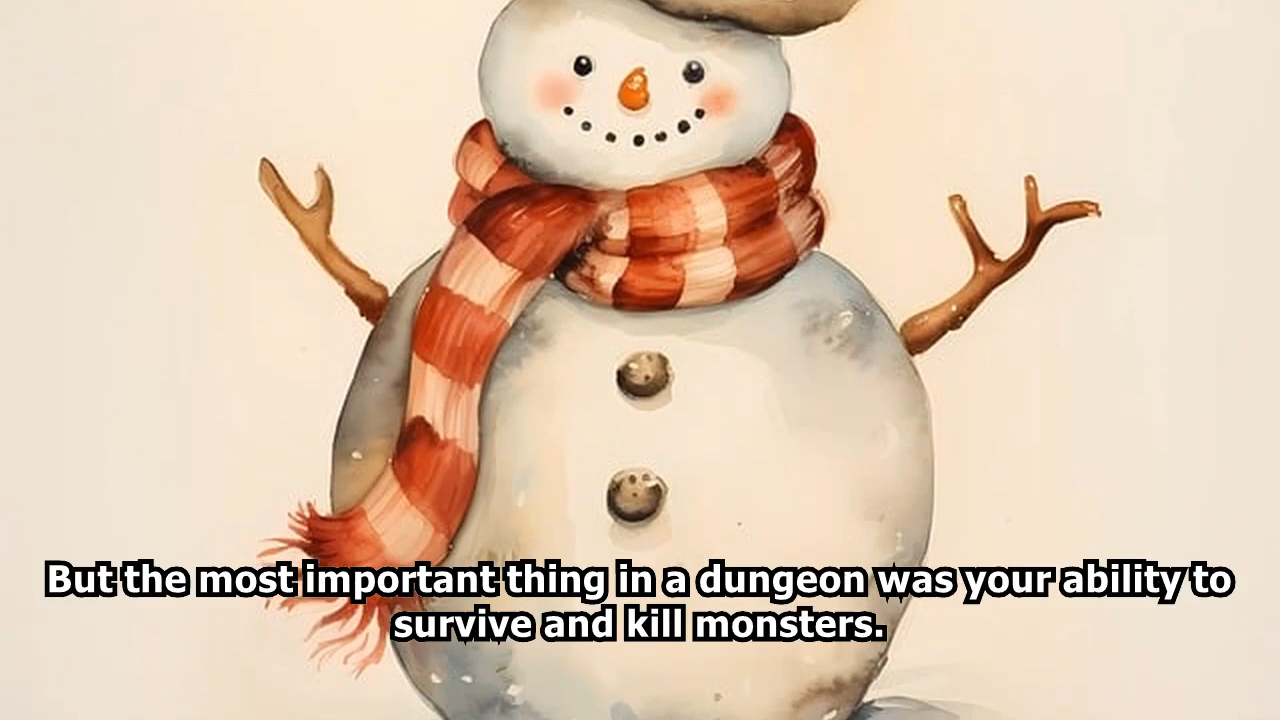 But the most important thing in a dungeon was your ability to
survive and kill monsters.